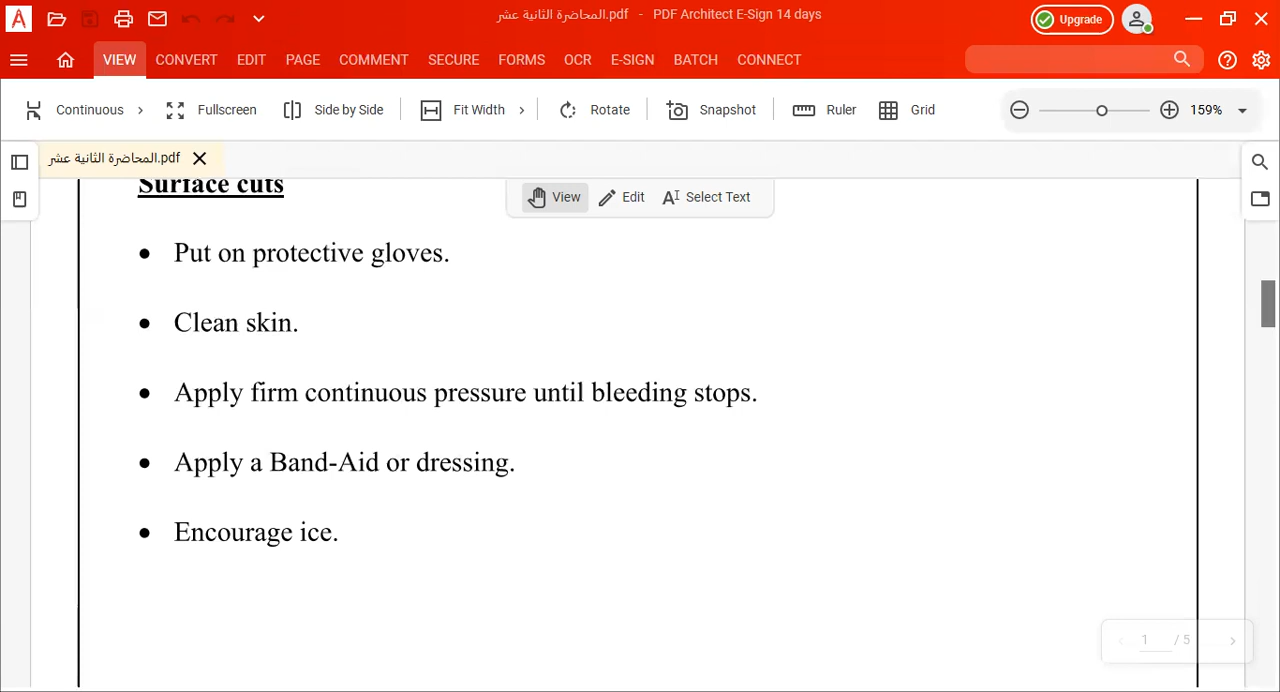 المحاضرة الثانية عشر.pdf - PDF Architect E-Sign 14 days
Upgrade
VIEW CONVERT EDIT PAGE COMMENT SECURE FORMS OCR E-SIGN BATCH CONNECT
Continuous Fullscreen Side by Side Fit Width Rotate Snapshot Ruler Grid 159%
المحاضرة الثانية عشر.pdf
View Edit Select Text
Surface cuts
• Put on protective gloves.
• Clean skin.
• Apply firm continuous pressure until bleeding stops.
• Apply a Band-Aid or dressing.
• Encourage ice.
1 / 5